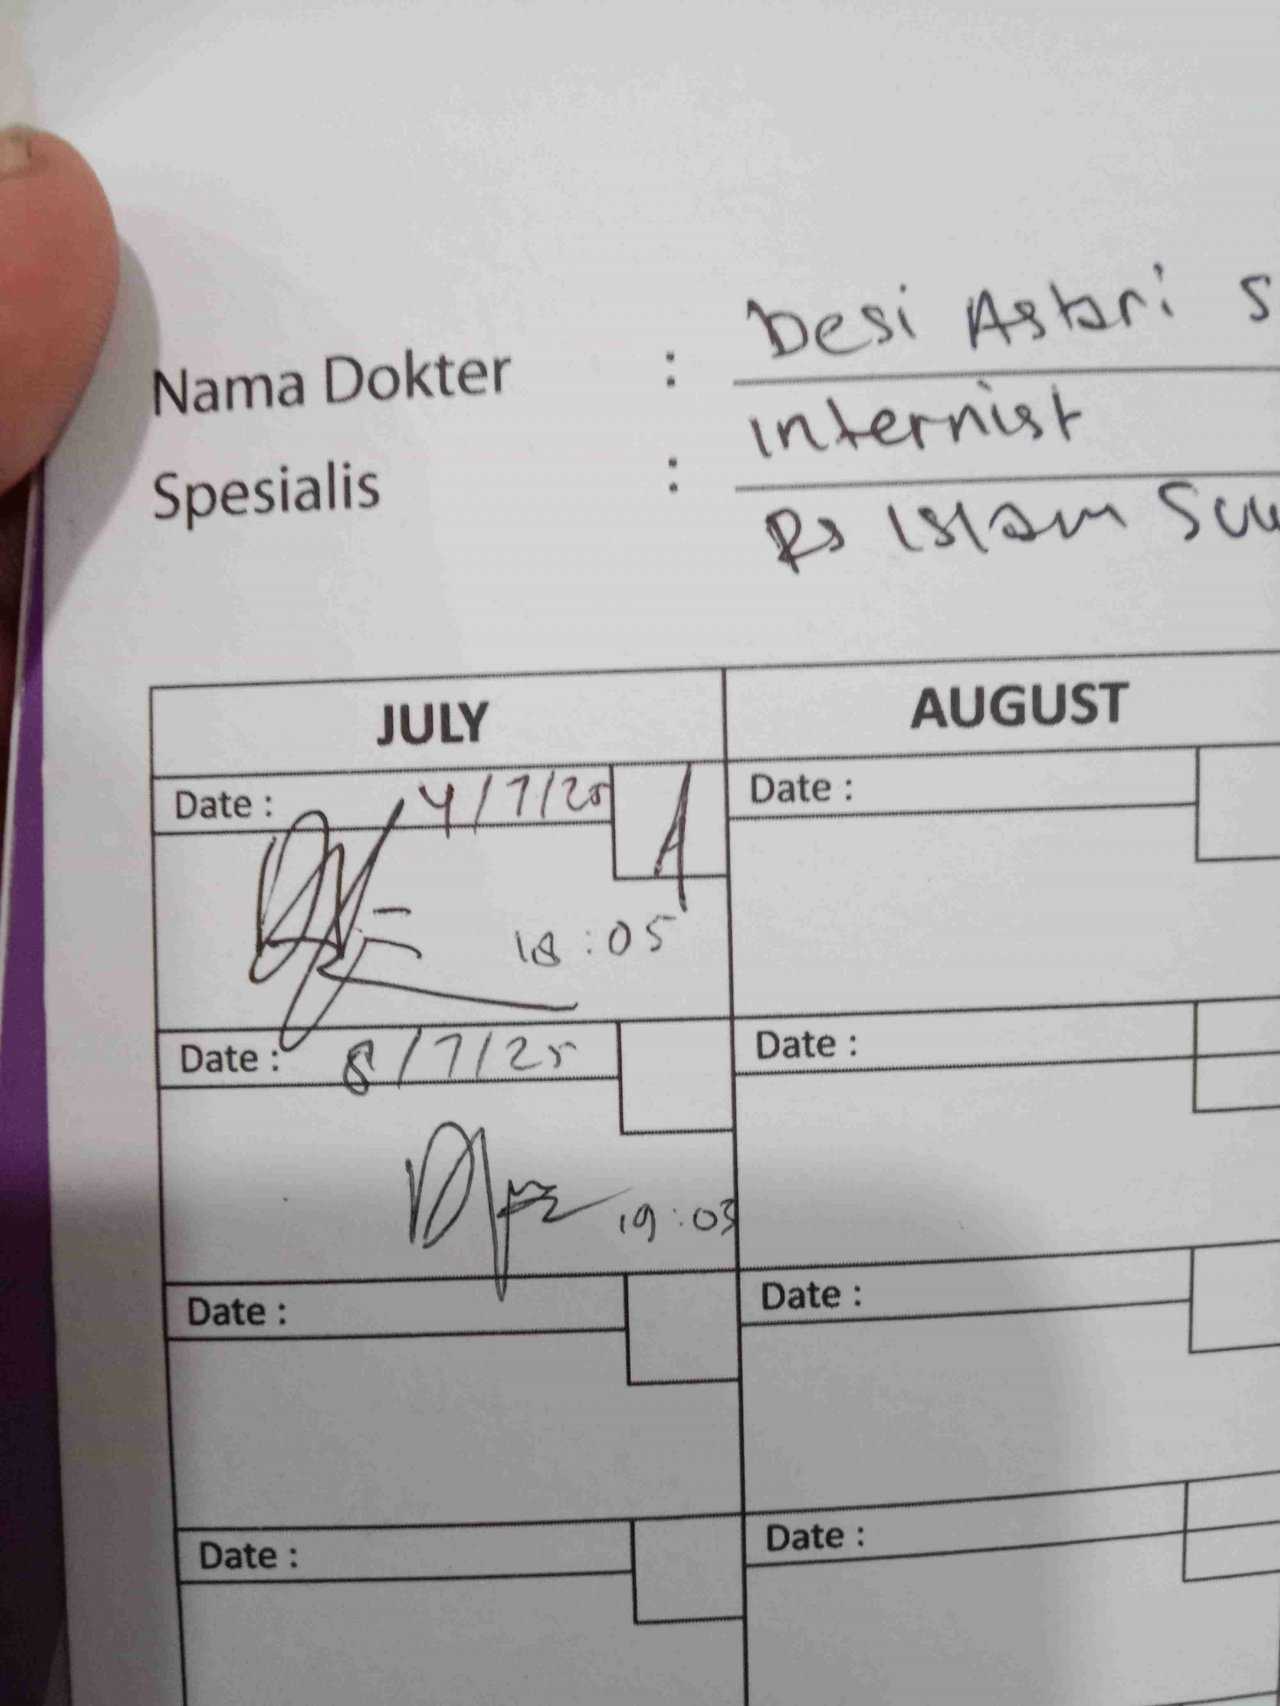 Nama Dokter : Desi Astari S
Spesialis : Internist
Rs Islam Suk
JULY AUGUST
Date : 4/7/25 Date :
18:05
Date : 8/7/25 Date :
19:03
Date : Date :
Date : Date :